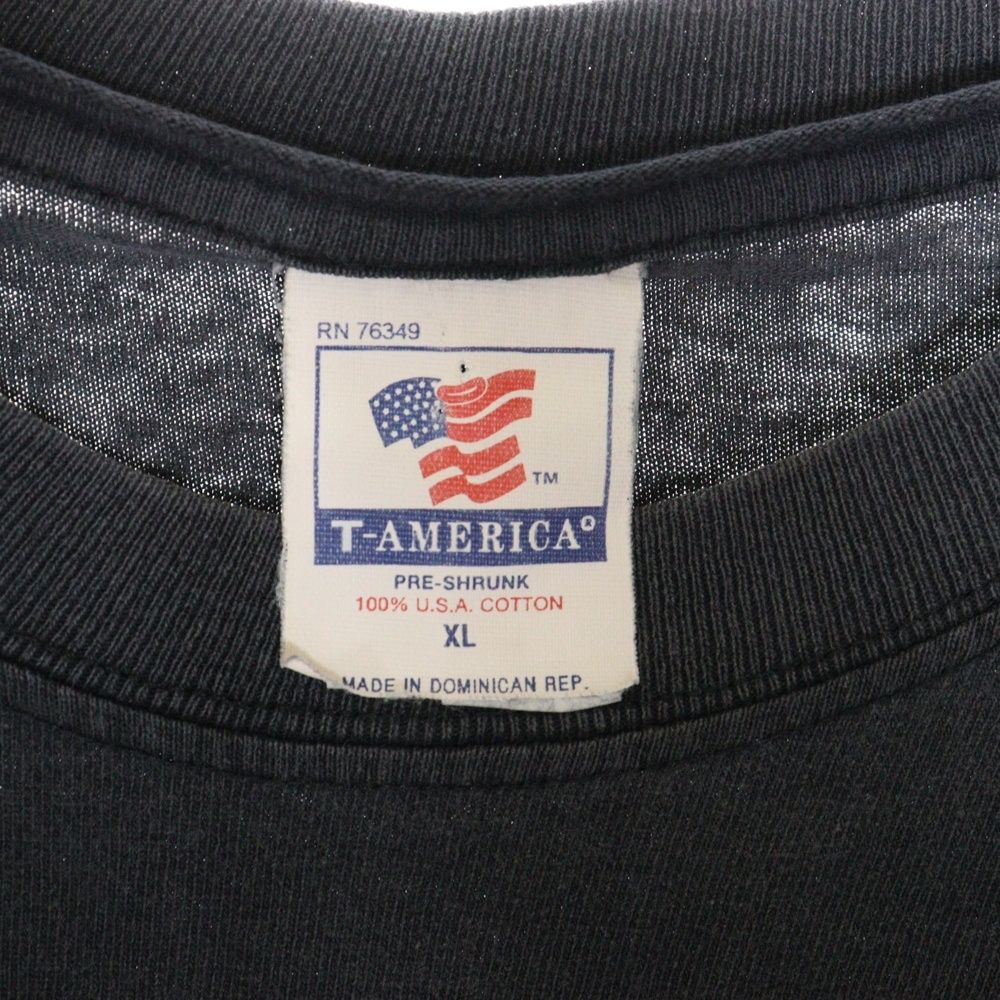 RN 76349
TM
T-AMERICA®
PRE-SHRUNK
100% U.S.A. COTTON
XL
MADE IN DOMINICAN REP.